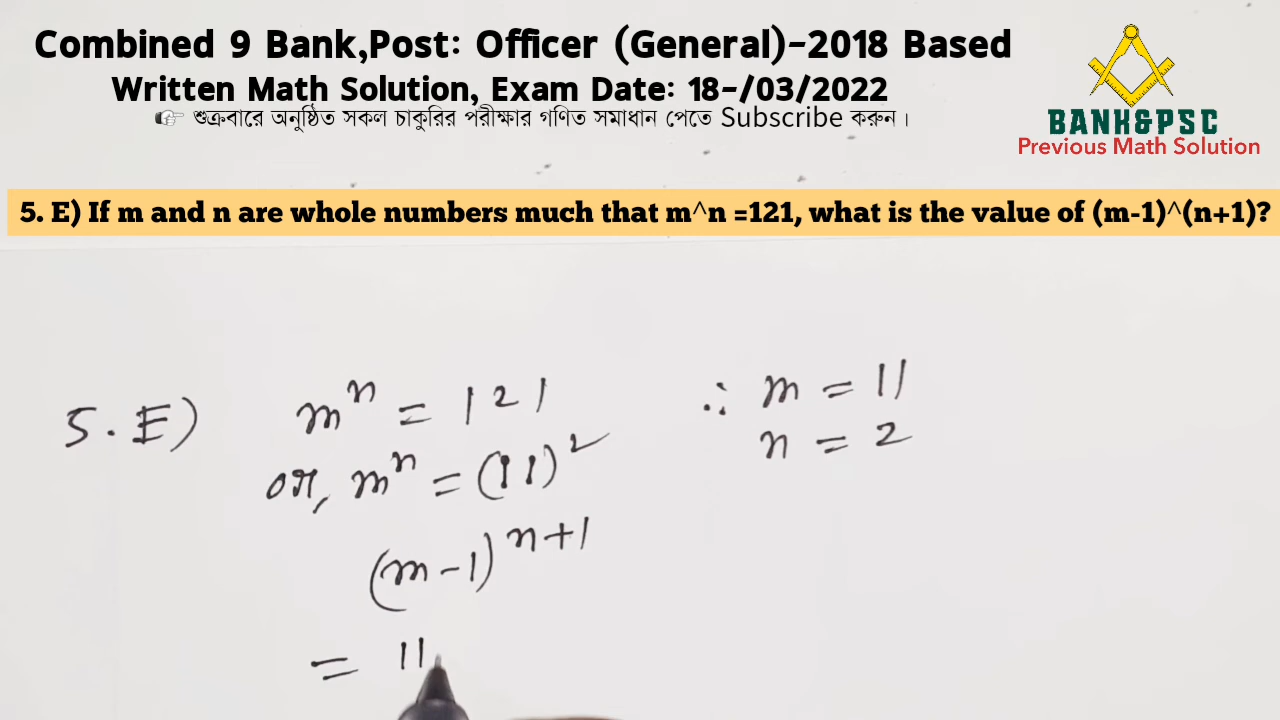 Combined 9 Bank,Post: Officer (General)-2018 Based
Written Math Solution, Exam Date: 18-/03/2022
শুক্রবারে অনুষ্ঠিত সকল চাকুরির পরীক্ষার গণিত সমাধান পেতে Subscribe করুন।
BANK&PSC
Previous Math Solution
5. E) If m and n are whole numbers much that m^n =121, what is the value of (m-1)^(n+1)?
5. E) m^n = 121
or, m^n = (11)^2
(m-1)^n+1
= 11
∴ m = 11
n = 2